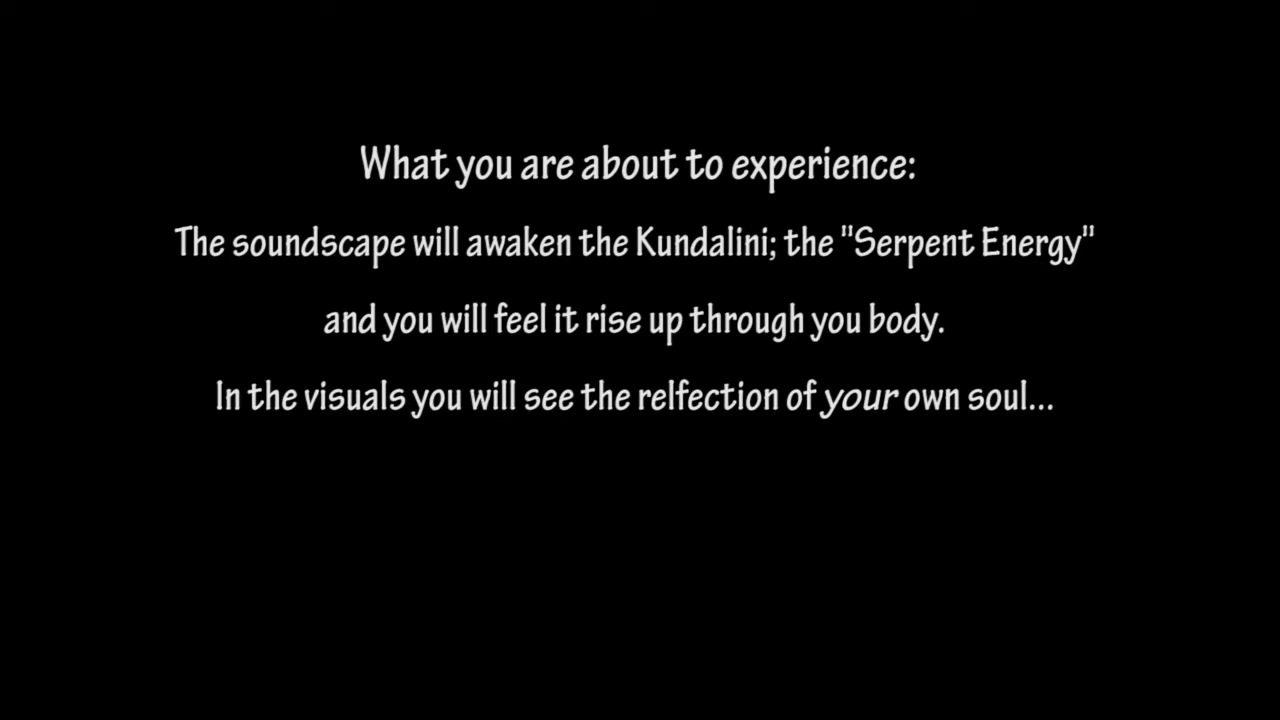 What you are about to experience:
The soundscape will awaken the Kundalini; the "Serpent Energy"
and you will feel it rise up through you body.
In the visuals you will see the relfection of your own soul...